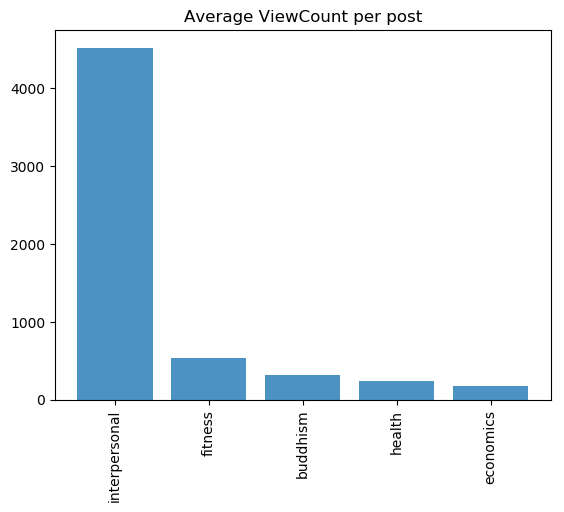 Average ViewCount per post
4000
3000
2000
1000
0
interpersonal
fitness
buddhism
health
economics